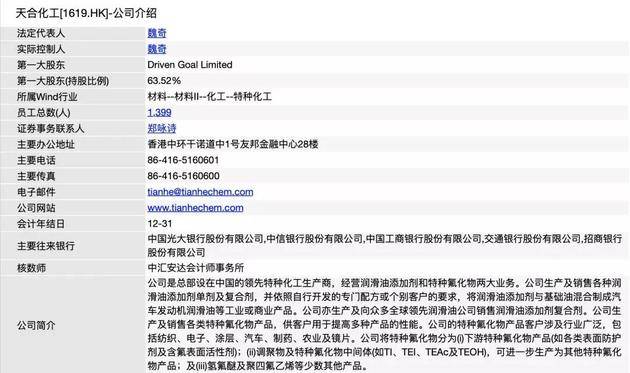 天合化工[1619.HK]-公司介绍
法定代表人 魏奇
实际控制人 魏奇
第一大股东 Driven Goal Limited
第一大股东(持股比例) 63.52%
所属Wind行业 材料--材料II--化工--特种化工
员工总数(人) 1,399
证券事务联系人 郑咏诗
主要办公地址 香港中环干诺道中1号友邦金融中心28楼
主要电话 86-416-5160601
主要传真 86-416-5160600
电子邮件 tianhe@tianhechem.com
公司网站 www.tianhechem.com
会计年结日 12-31
主要往来银行 中国光大银行股份有限公司,中信银行股份有限公司,中国工商银行股份有限公司,交通银行股份有限公司,招商银行
股份有限公司
核数师 中汇安达会计师事务所
公司简介 公司是总部设在中国的领先特种化工生产商，经营润滑油添加剂和特种氟化物两大业务。公司生产及销售各种润
滑油添加剂单剂及复合剂，并依照自行开发的专门配方或个别客户的要求，将润滑油添加剂与基础油混合制成汽
车发动机润滑油等工业或商业产品。公司亦生产及向众多全球领先润滑油公司销售润滑油添加剂复合剂。公司生
产及销售各类特种氟化物产品，供客户用于提高多种产品的性能。公司的特种氟化物产品客户涉及行业广泛，包
括纺织、电子、涂层、汽车、制药、农业及镜片。公司将特种氟化物分为(i)下游特种氟化物产品(如各类表面防护
剂及含氟表面活性剂)；(ii)调聚物及特种氟化物中间体(如TI、TEI、TEAc及TEOH)，可进一步生产为其他特种氟化
物产品；及(iii)氢氟醚及聚四氟乙烯等少数其他产品。